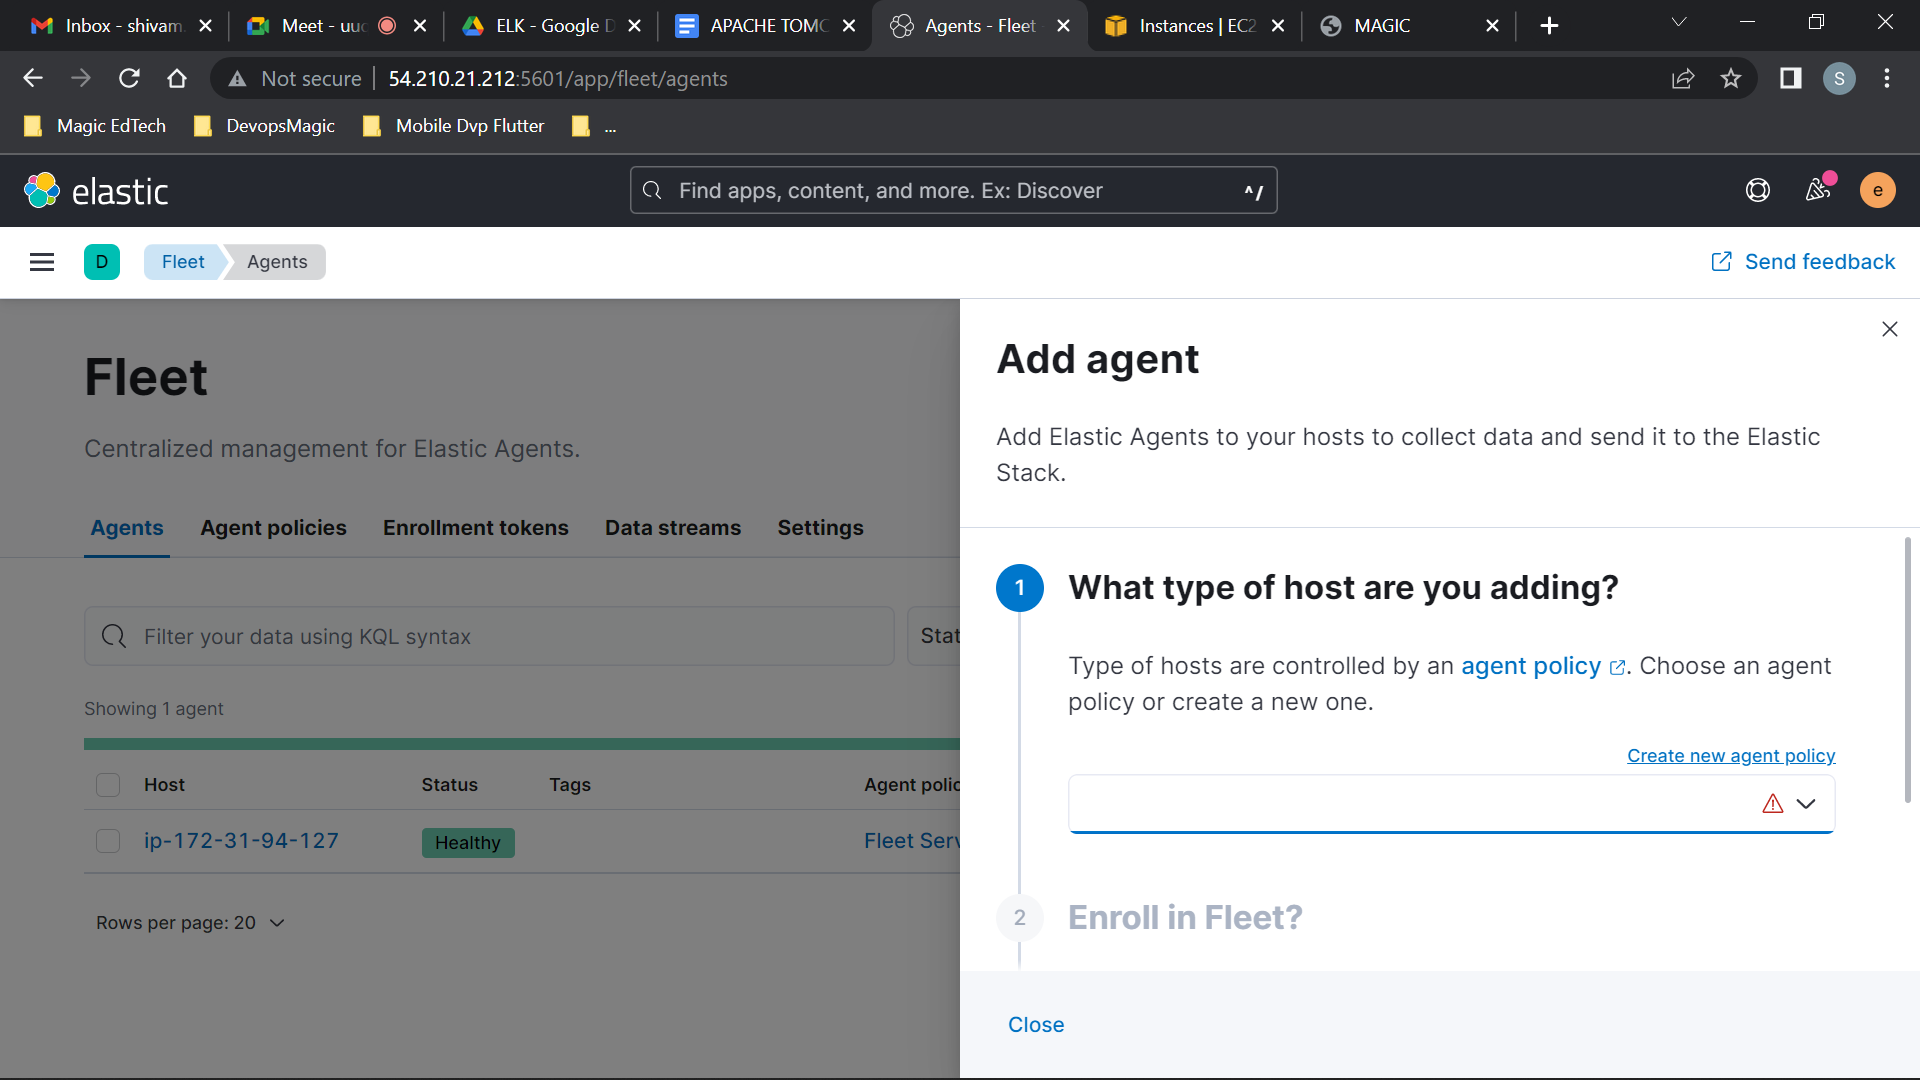 Inbox - shivam
Meet - uuc
ELK - Google D
APACHE TOMC
Agents - Fleet
Instances | EC2
MAGIC
Not secure
54.210.21.212:5601/app/fleet/agents
S
Magic EdTech
DevopsMagic
Mobile Dvp Flutter
...
elastic
Find apps, content, and more. Ex: Discover
^/
e
D
Fleet
Agents
Send feedback
Fleet
Centralized management for Elastic Agents.
Agents
Agent policies
Enrollment tokens
Data streams
Settings
Filter your data using KQL syntax
Stat
Showing 1 agent
Host
Status
Tags
Agent polic
ip-172-31-94-127
Healthy
Fleet Serv
Rows per page: 20
Add agent
Add Elastic Agents to your hosts to collect data and send it to the Elastic
Stack.
1
What type of host are you adding?
Type of hosts are controlled by an agent policy . Choose an agent
policy or create a new one.
Create new agent policy
2
Enroll in Fleet?
Close